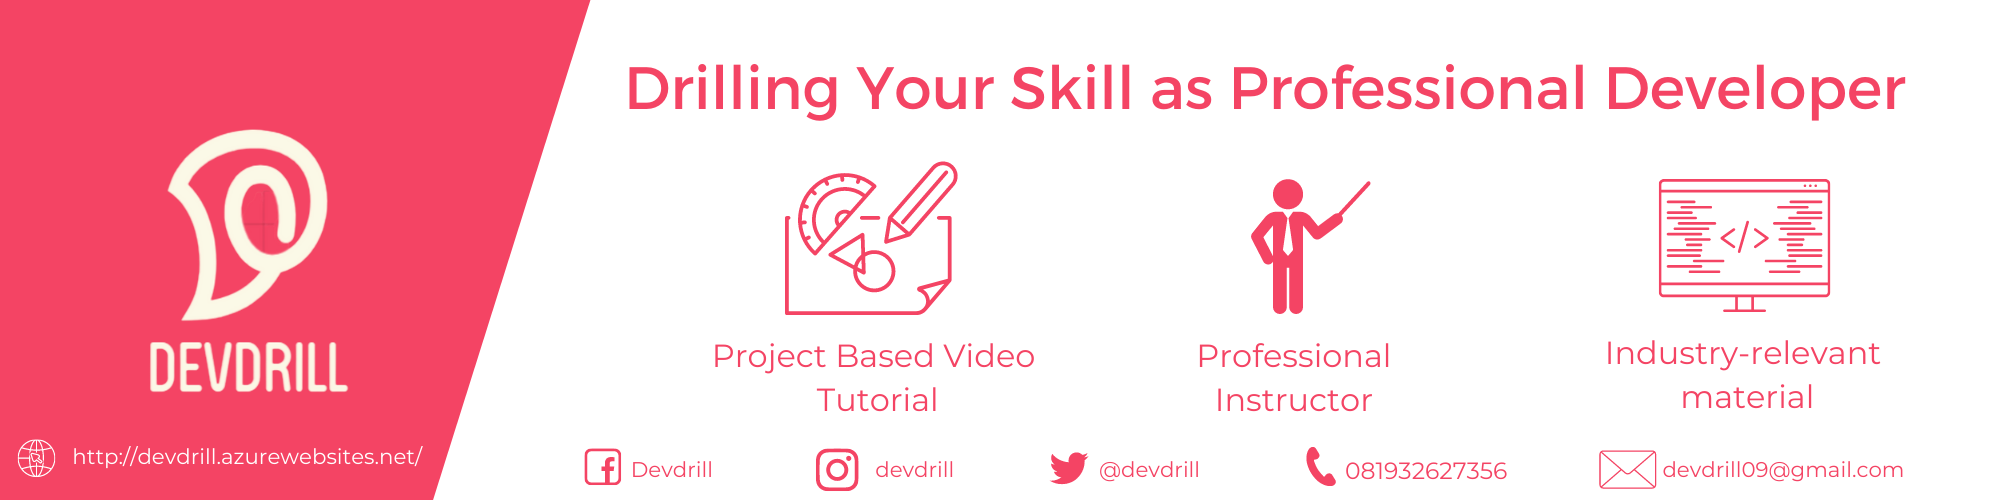 Drilling Your Skill as Professional Developer
DEVDRILL
http://devdrill.azurewebsites.net/
Project Based Video
Tutorial
Professional
Instructor
</>
Industry-relevant
material
Devdrill
devdrill
@devdrill
081932627356
devdrill09@gmail.com